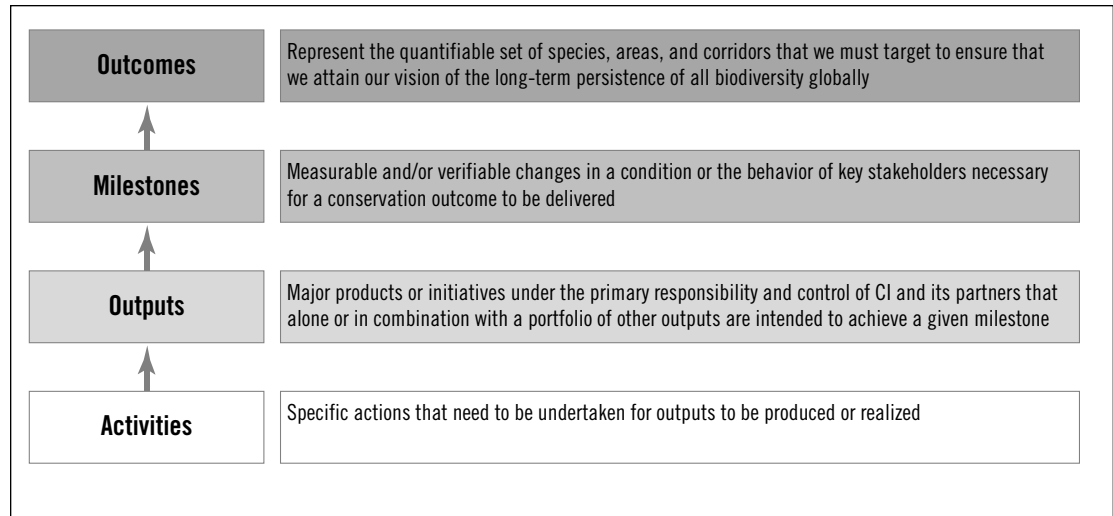 Outcomes
Represent the quantifiable set of species, areas, and corridors that we must target to ensure that
we attain our vision of the long-term persistence of all biodiversity globally
Milestones
Measurable and/or verifiable changes in a condition or the behavior of key stakeholders necessary
for a conservation outcome to be delivered
Outputs
Major products or initiatives under the primary responsibility and control of CI and its partners that
alone or in combination with a portfolio of other outputs are intended to achieve a given milestone
Activities
Specific actions that need to be undertaken for outputs to be produced or realized